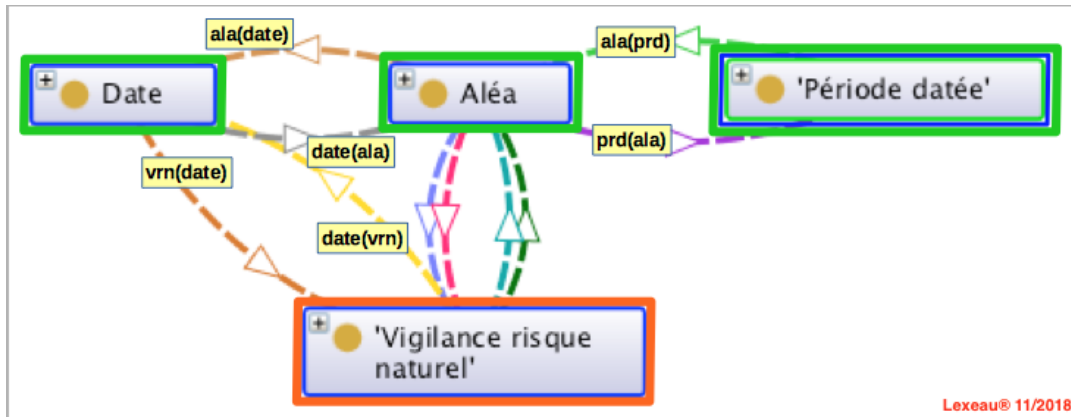 ala(date)
ala(prd)
Date
Aléa
'Période datée'
date(ala)
prd(ala)
vrn(date)
date(vrn)
'Vigilance risque
naturel'
Lexeau® 11/2018